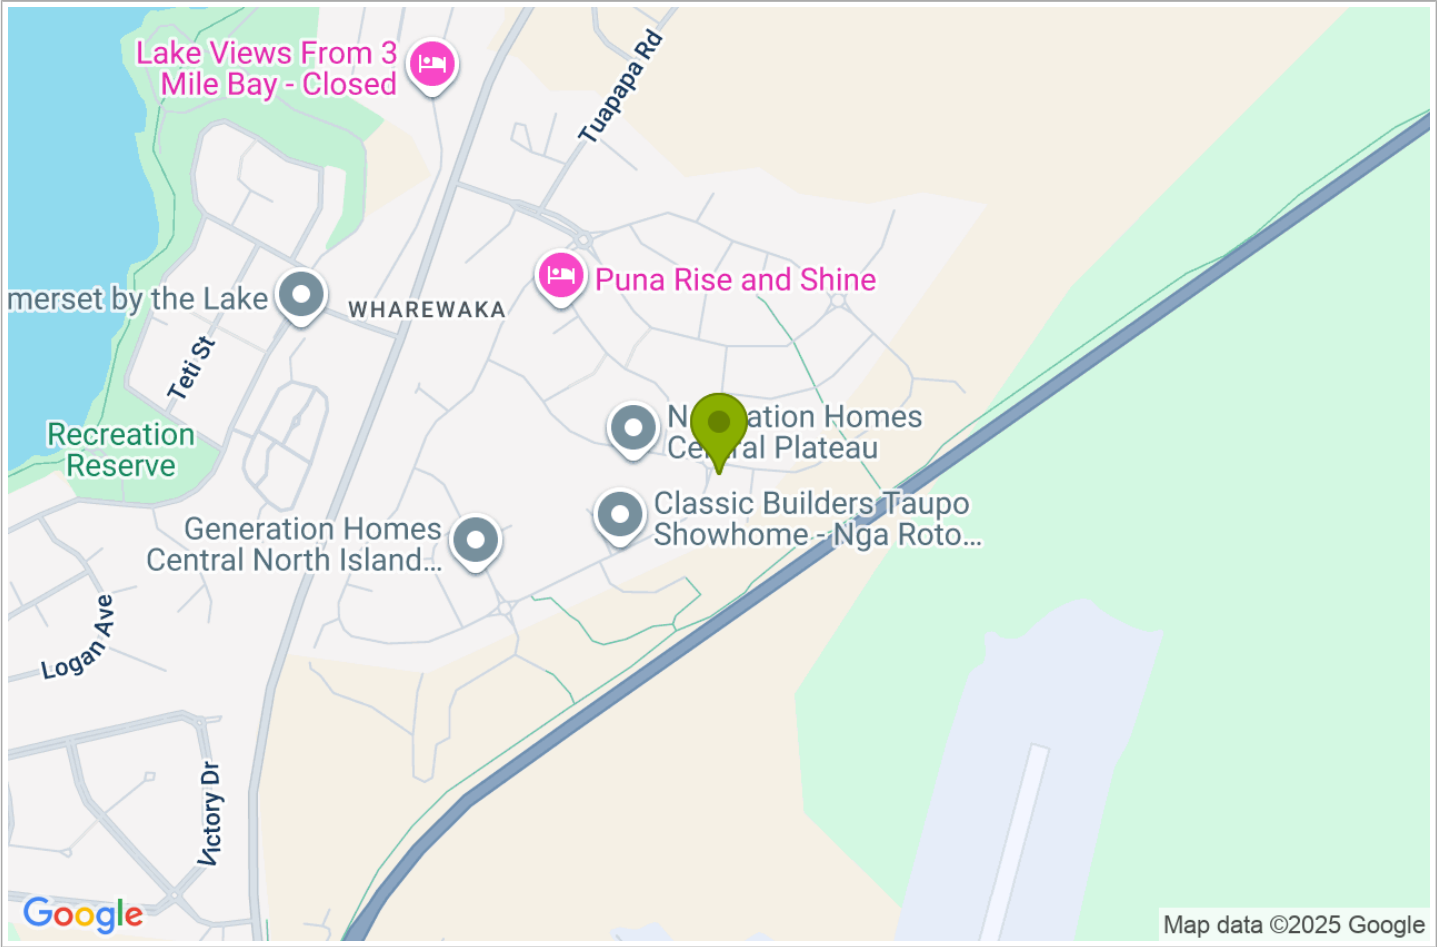 Lake Views From 3
Mile Bay - Closed
Tuapapa Rd
Puna Rise and Shine
merset by the Lake
WHAREWAKA
Teti St
Recreation
Reserve
N ation Homes
Ce ral Plateau
Classic Builders Taupo
Showhome - Nga Roto...
Generation Homes
Central North Island...
Logan Ave
Victory Dr
Google
Map data ©2025 Google